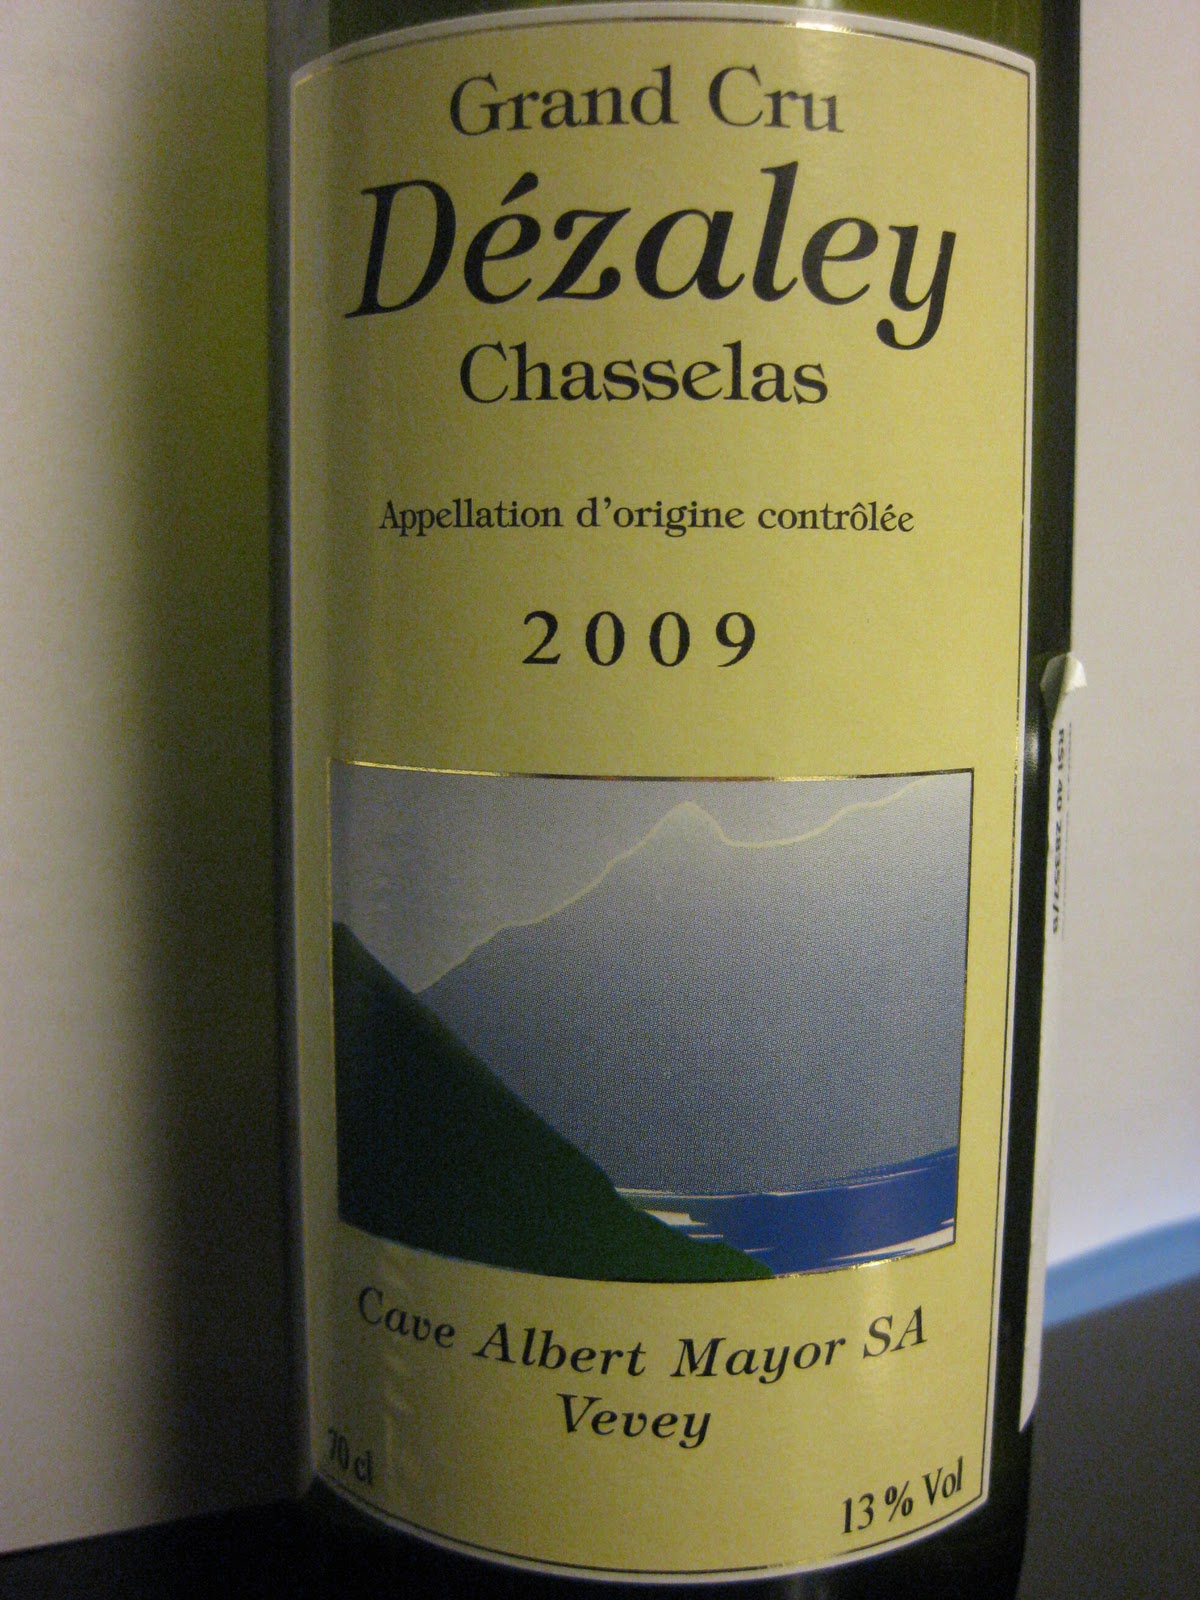 Grand Cru
Dézaley
Chasselas
Appellation d'origine contrôlée
2009
Cave Albert Mayor SA
Vevey
70 cl
13 % Vol